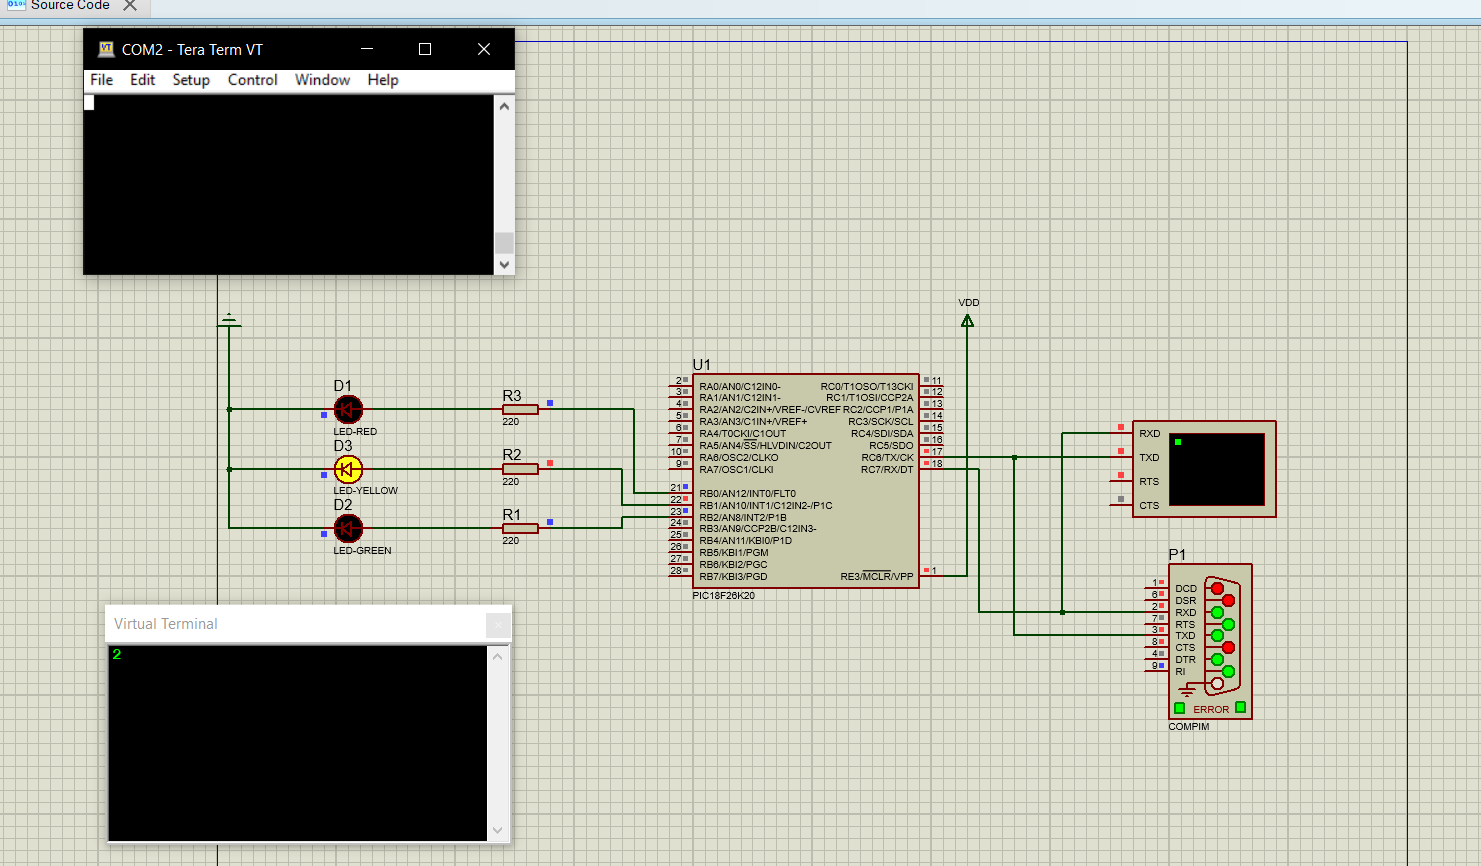 Source Code
COM2 - Tera Term VT
File Edit Setup Control Window Help
VDD
U1
D1
LED-RED
D3
LED-YELLOW
D2
LED-GREEN
R3
220
R2
220
R1
220
2 RA0/AN0/C12IN0-
3 RA1/AN1/C12IN1-
4 RA2/AN2/C2IN+/VREF-/CVREF
5 RA3/AN3/C1IN+/VREF+
6 RA4/T0CKI/C1OUT
7 RA5/AN4/SS/HLVDIN/C2OUT
10 RA6/OSC2/CLKO
9 RA7/OSC1/CLKI
21 RB0/AN12/INT0/FLT0
22 RB1/AN10/INT1/C12IN2-/P1C
23 RB2/AN8/INT2/P1B
24 RB3/AN9/CCP2B/C12IN3-
25 RB4/AN11/KBI0/P1D
26 RB5/KBI1/PGM
27 RB6/KBI2/PGC
28 RB7/KBI3/PGD
RC0/T1OSO/T13CKI 11
RC1/T1OSI/CCP2A 12
RC2/CCP1/P1A 13
RC3/SCK/SCL 14
RC4/SDI/SDA 15
RC5/SDO 16
RC6/TX/CK 17
RC7/RX/DT 18
RE3/MCLR/VPP 1
PIC18F26K20
RXD
TXD
RTS
CTS
P1
1 DCD
6 DSR
2 RXD
7 RTS
3 TXD
8 CTS
4 DTR
9 RI
ERROR
COMPIM
Virtual Terminal
2